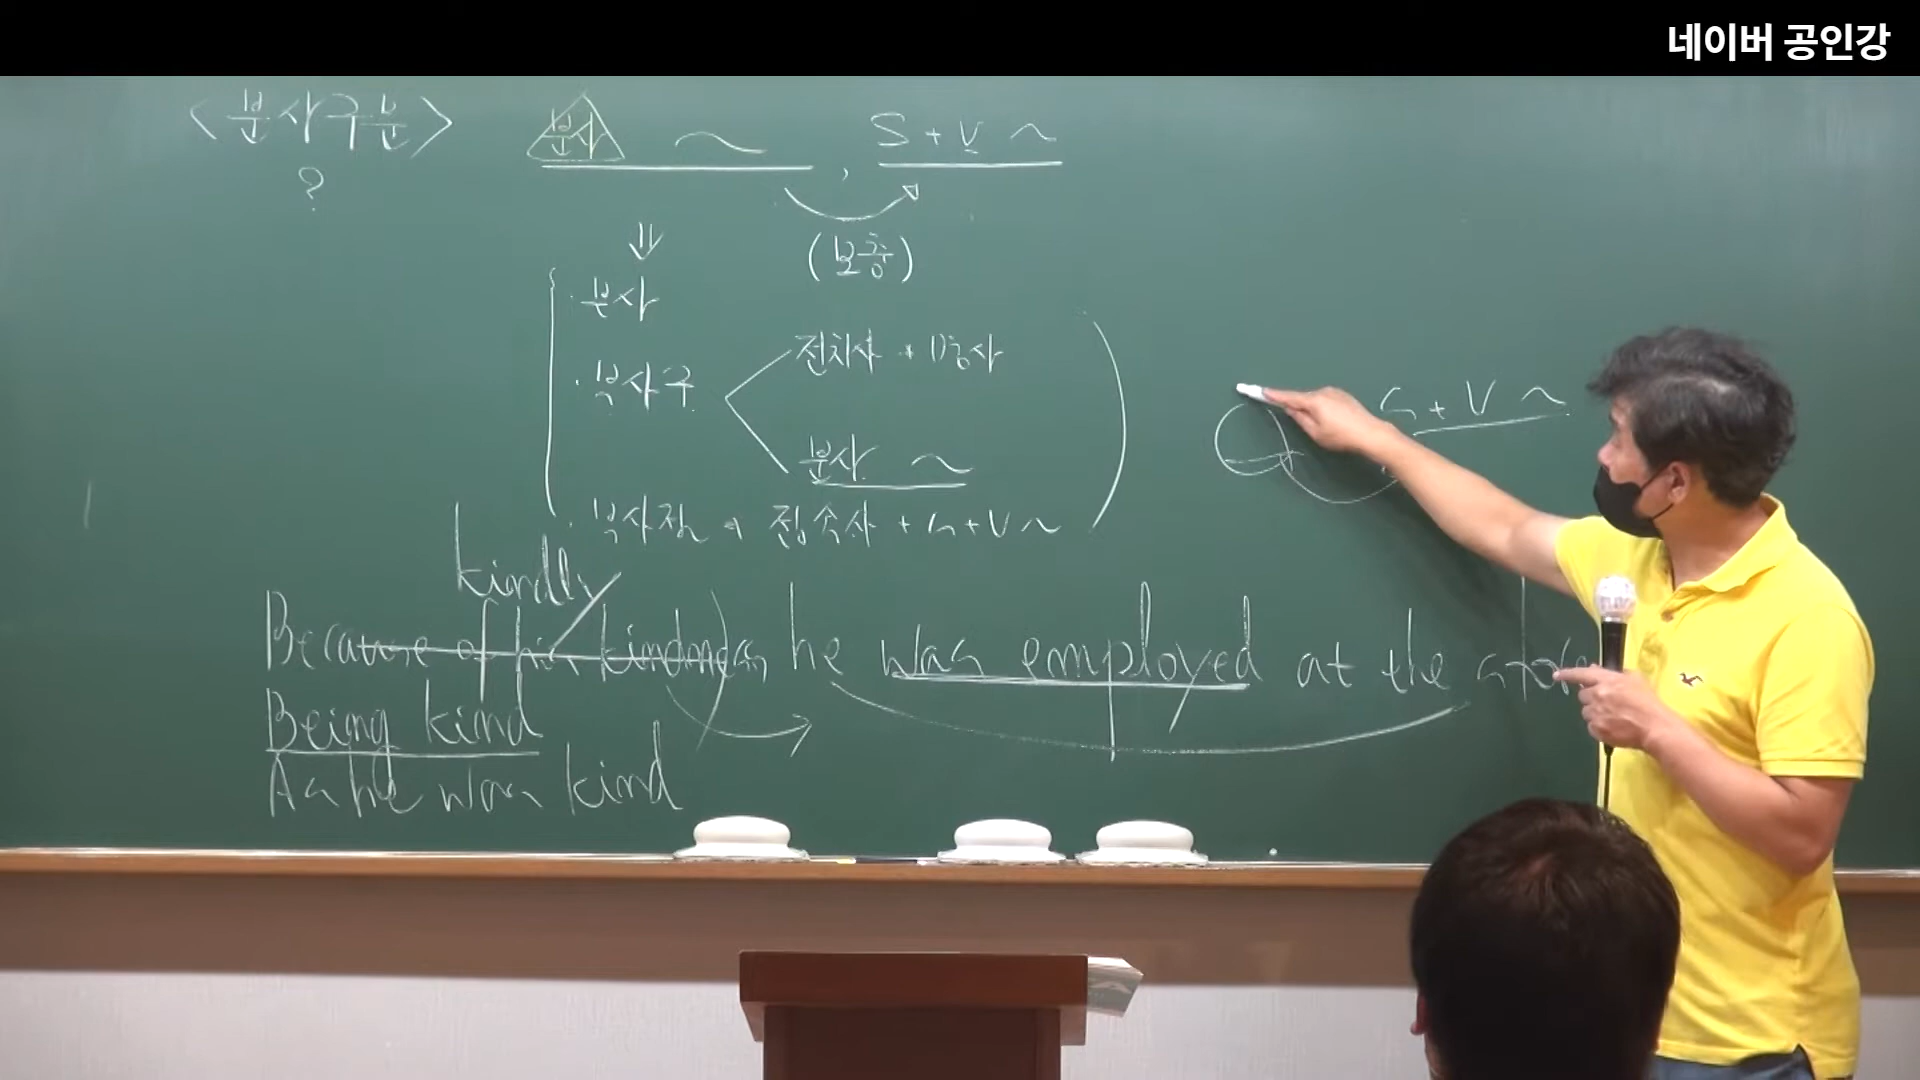 네이버 공인강
<분사구문> 분사 ~ , S + V ~
?
(보충)
· 분사
전치사 + 명사
· 부사구 S + V ~
분사 ~
· 부사절 → 접속사 + S + V ~
kindly
Because of his kindness, he was employed at the store
Being kind
As he was kind